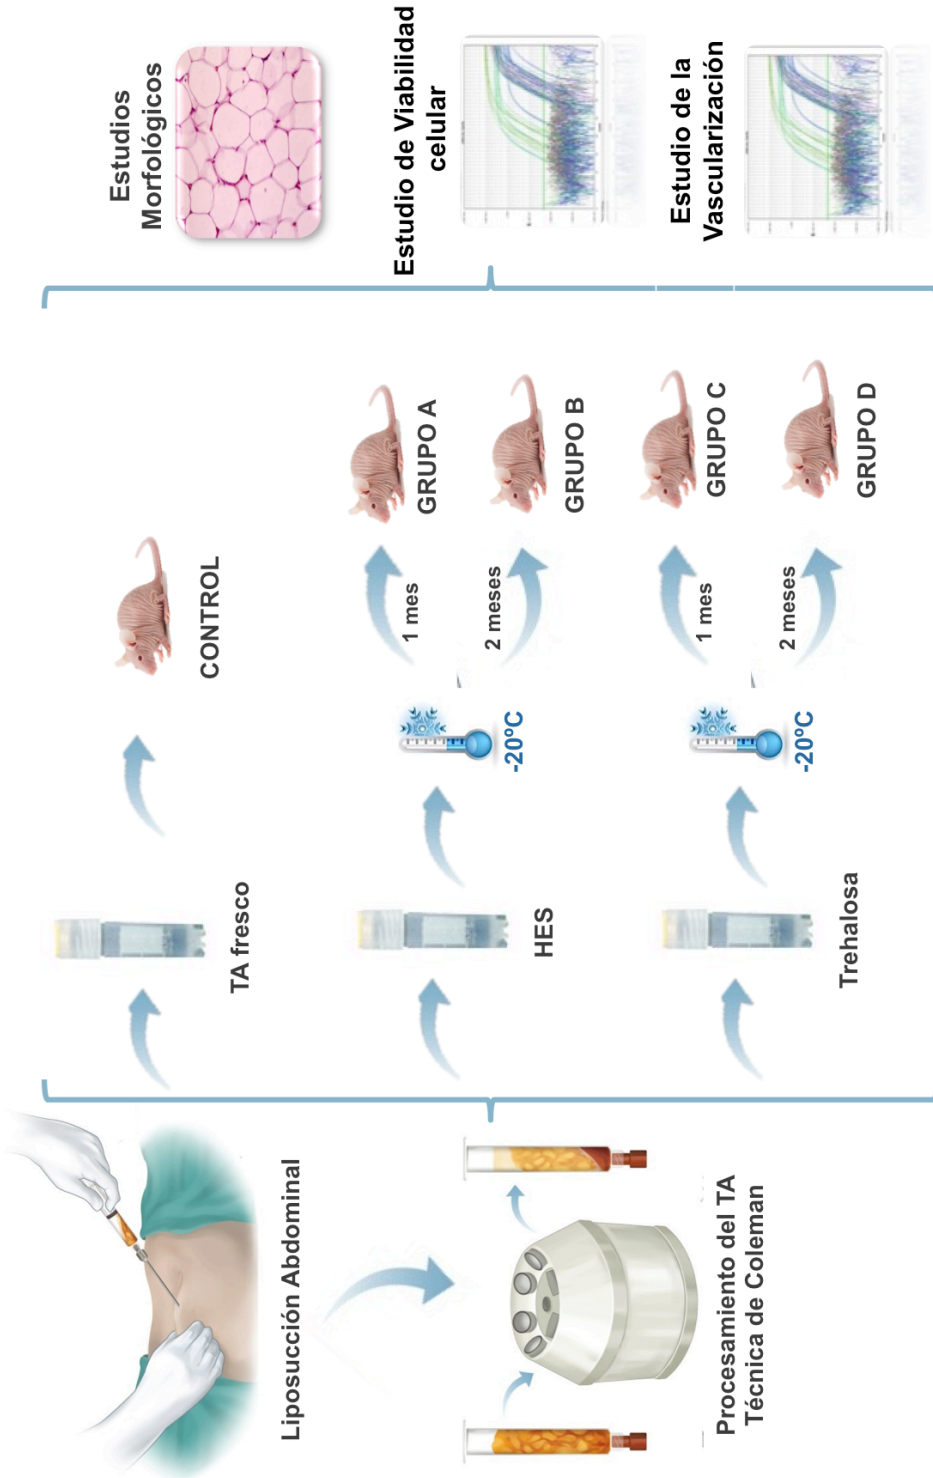 Liposucción Abdominal
Procesamiento del TA
Técnica de Coleman
TA fresco
CONTROL
HES
-20ºC
1 mes
GRUPO A
2 meses
GRUPO B
Trehalosa
-20ºC
1 mes
GRUPO C
2 meses
GRUPO D
Estudios
Morfológicos
Estudio de Viabilidad
celular
Estudio de la
Vascularización